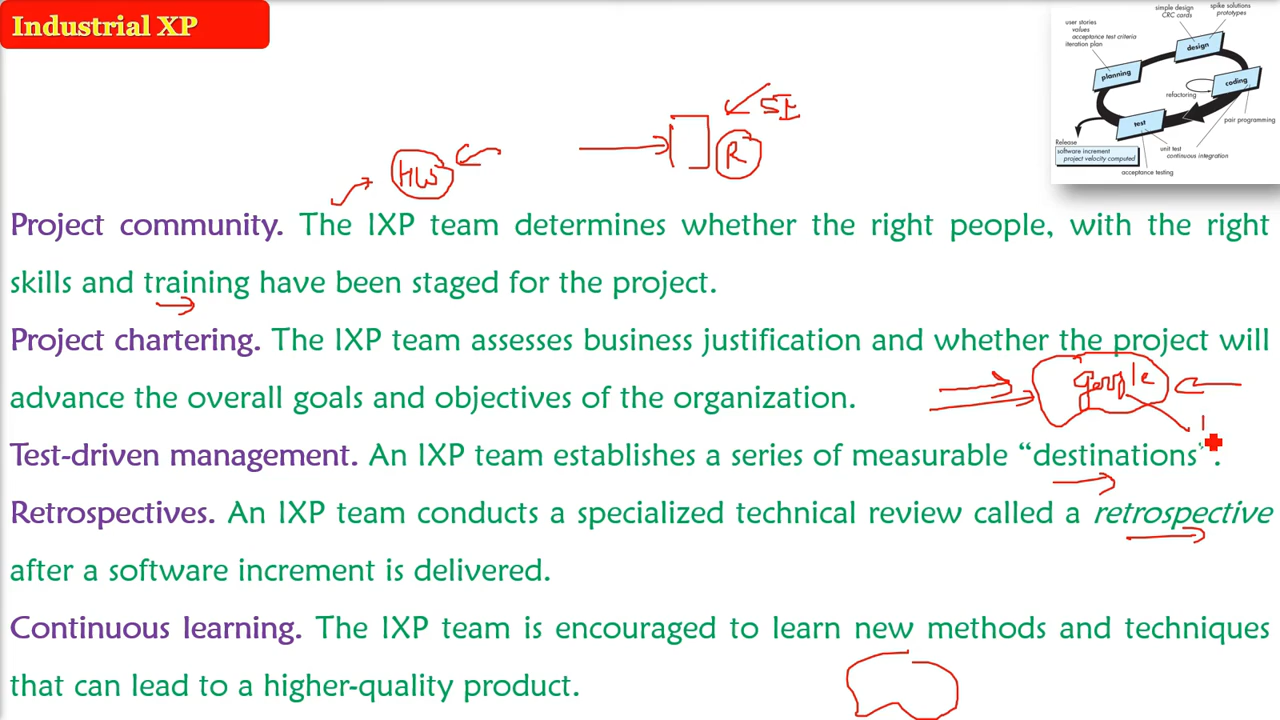 Industrial XP
simple design
CRC cards
spike solutions
prototypes
user stories
values
acceptance test criteria
iteration plan
design
planning
coding
refactoring
test
pair programming
Release
software increment
project velocity computed
unit test
continuous integration
acceptance testing
SI
R
HW
Project community. The IXP team determines whether the right people, with the right
skills and training have been staged for the project.
Project chartering. The IXP team assesses business justification and whether the project will
advance the overall goals and objectives of the organization.
google
Test-driven management. An IXP team establishes a series of measurable “destinations”.
Retrospectives. An IXP team conducts a specialized technical review called a retrospective
after a software increment is delivered.
Continuous learning. The IXP team is encouraged to learn new methods and techniques
that can lead to a higher-quality product.